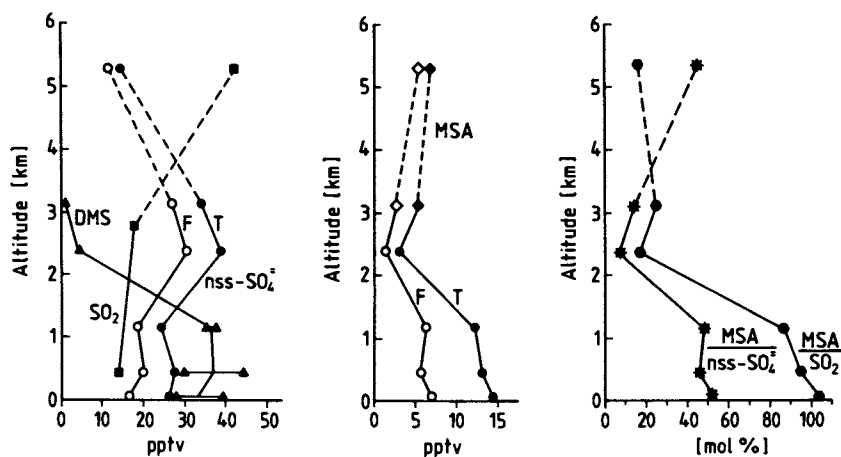 Altitude [km]
6
5
4
3
2
1
0
DMS
F
T
nss-SO₄⁼
SO₂
0 10 20 30 40 50
pptv
Altitude [km]
6
5
4
3
2
1
0
MSA
F
T
0 5 10 15
pptv
Altitude [km]
6
5
4
3
2
1
0
MSA
nss-SO₄⁼
MSA
SO₂
0 20 40 60 80 100
[mol %]